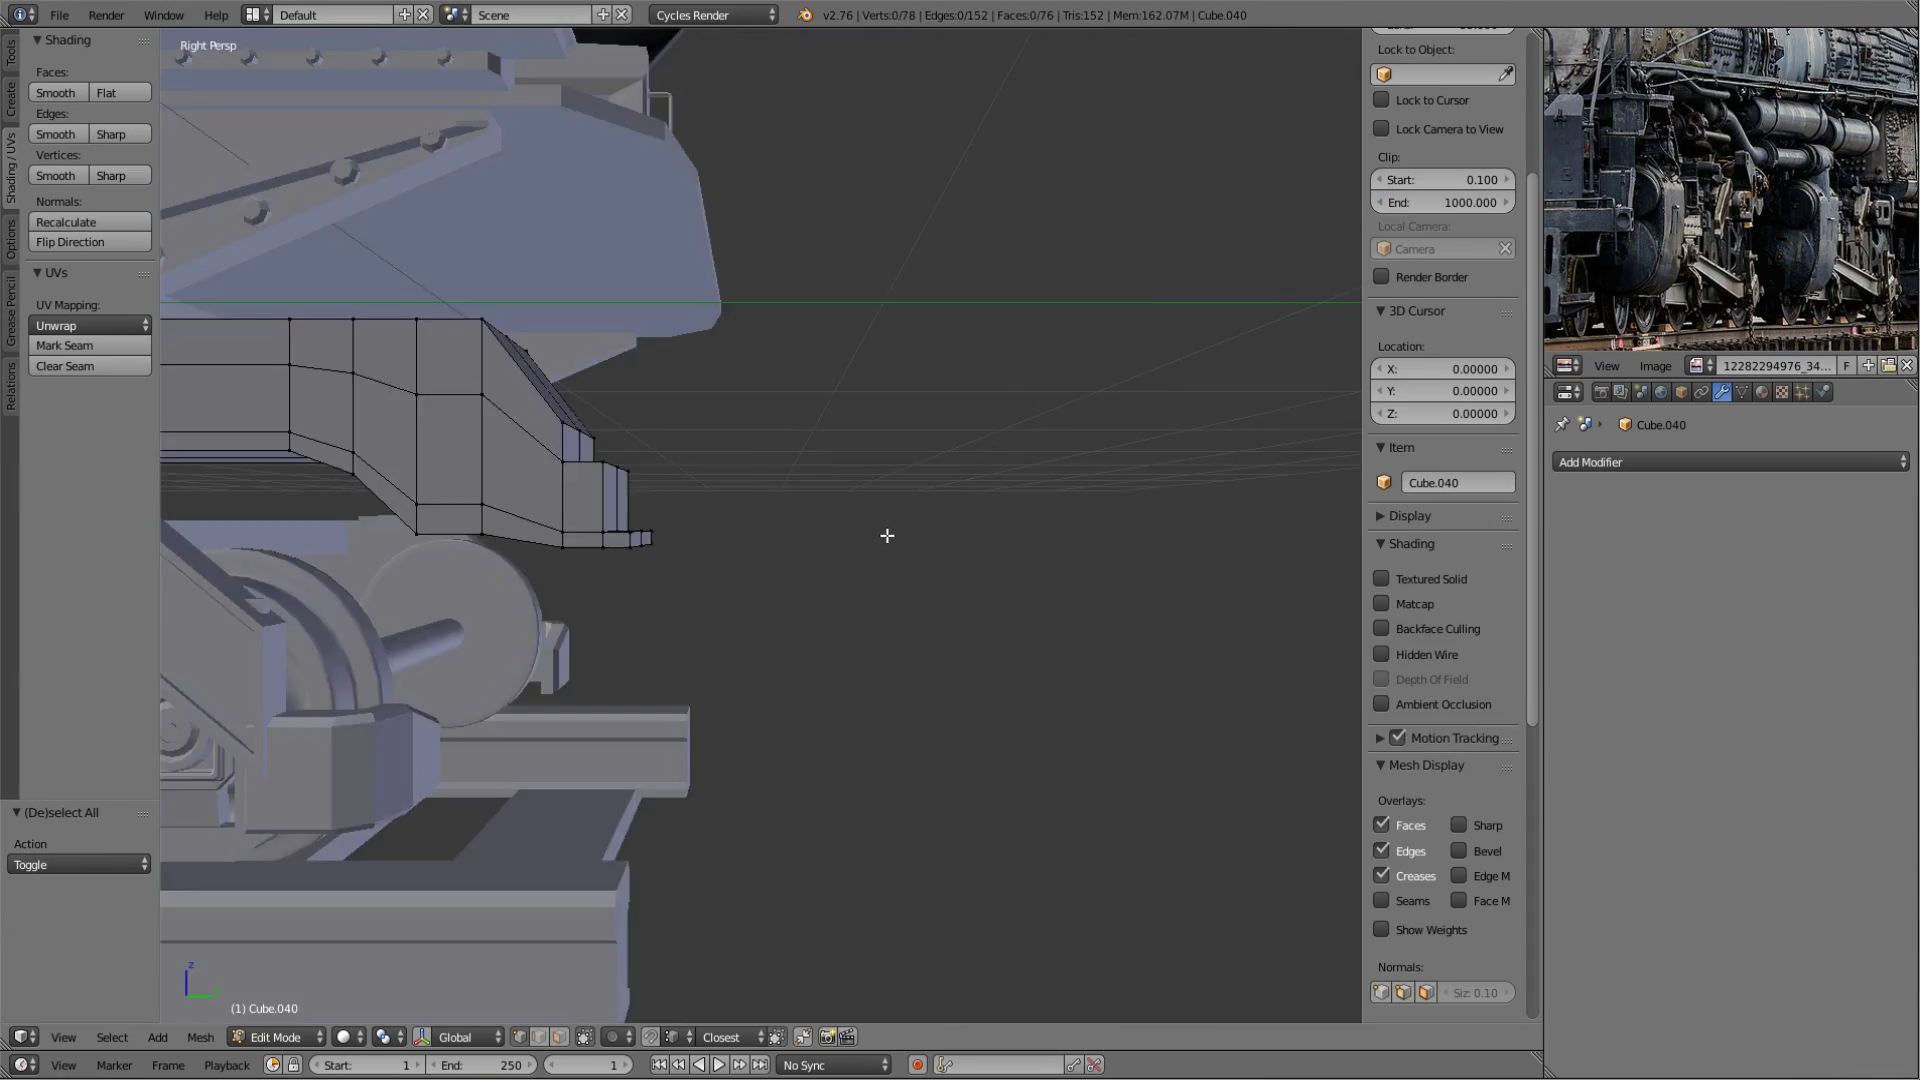 File Render Window Help Default Scene Cycles Render v2.76 | Verts:0/78 | Edges:0/152 | Faces:0/76 | Tris:152 | Mem:162.07M | Cube.040
Tools
Create
Shading / UVs
Options
Grease Pencil
Relations
Shading
Faces:
Smooth Flat
Edges:
Smooth Sharp
Vertices:
Smooth Sharp
Normals:
Recalculate
Flip Direction
UVs
UV Mapping:
Unwrap
Mark Seam
Clear Seam
(De)select All
Action
Toggle
Right Persp
z
(1) Cube.040
Lock to Object:
Lock to Cursor
Lock Camera to View
Clip:
Start: 0.100
End: 1000.000
Local Camera:
Camera
Render Border
3D Cursor
Location:
X: 0.00000
Y: 0.00000
Z: 0.00000
Item
Cube.040
Display
Shading
Textured Solid
Matcap
Backface Culling
Hidden Wire
Depth Of Field
Ambient Occlusion
Motion Tracking
Mesh Display
Overlays:
Faces Sharp
Edges Bevel
Creases Edge M
Seams Face M
Show Weights
Normals:
Siz: 0.10
View Image 12282294976_34... F
Cube.040
Add Modifier
View Select Add Mesh Edit Mode Global Closest
View Marker Frame Playback Start: 1 End: 250 1 No Sync